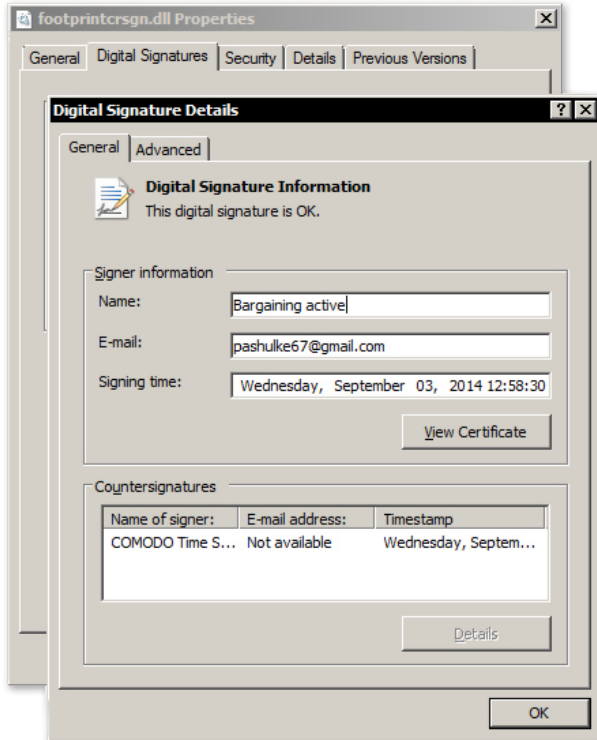 footprintcrsgn.dll Properties
General Digital Signatures Security Details Previous Versions
Digital Signature Details
General Advanced
Digital Signature Information
This digital signature is OK.
Signer information
Name: Bargaining active
E-mail: pashulke67@gmail.com
Signing time: Wednesday, September 03, 2014 12:58:30
View Certificate
Countersignatures
Name of signer: E-mail address: Timestamp
COMODO Time S... Not available Wednesday, Septem...
Details
OK